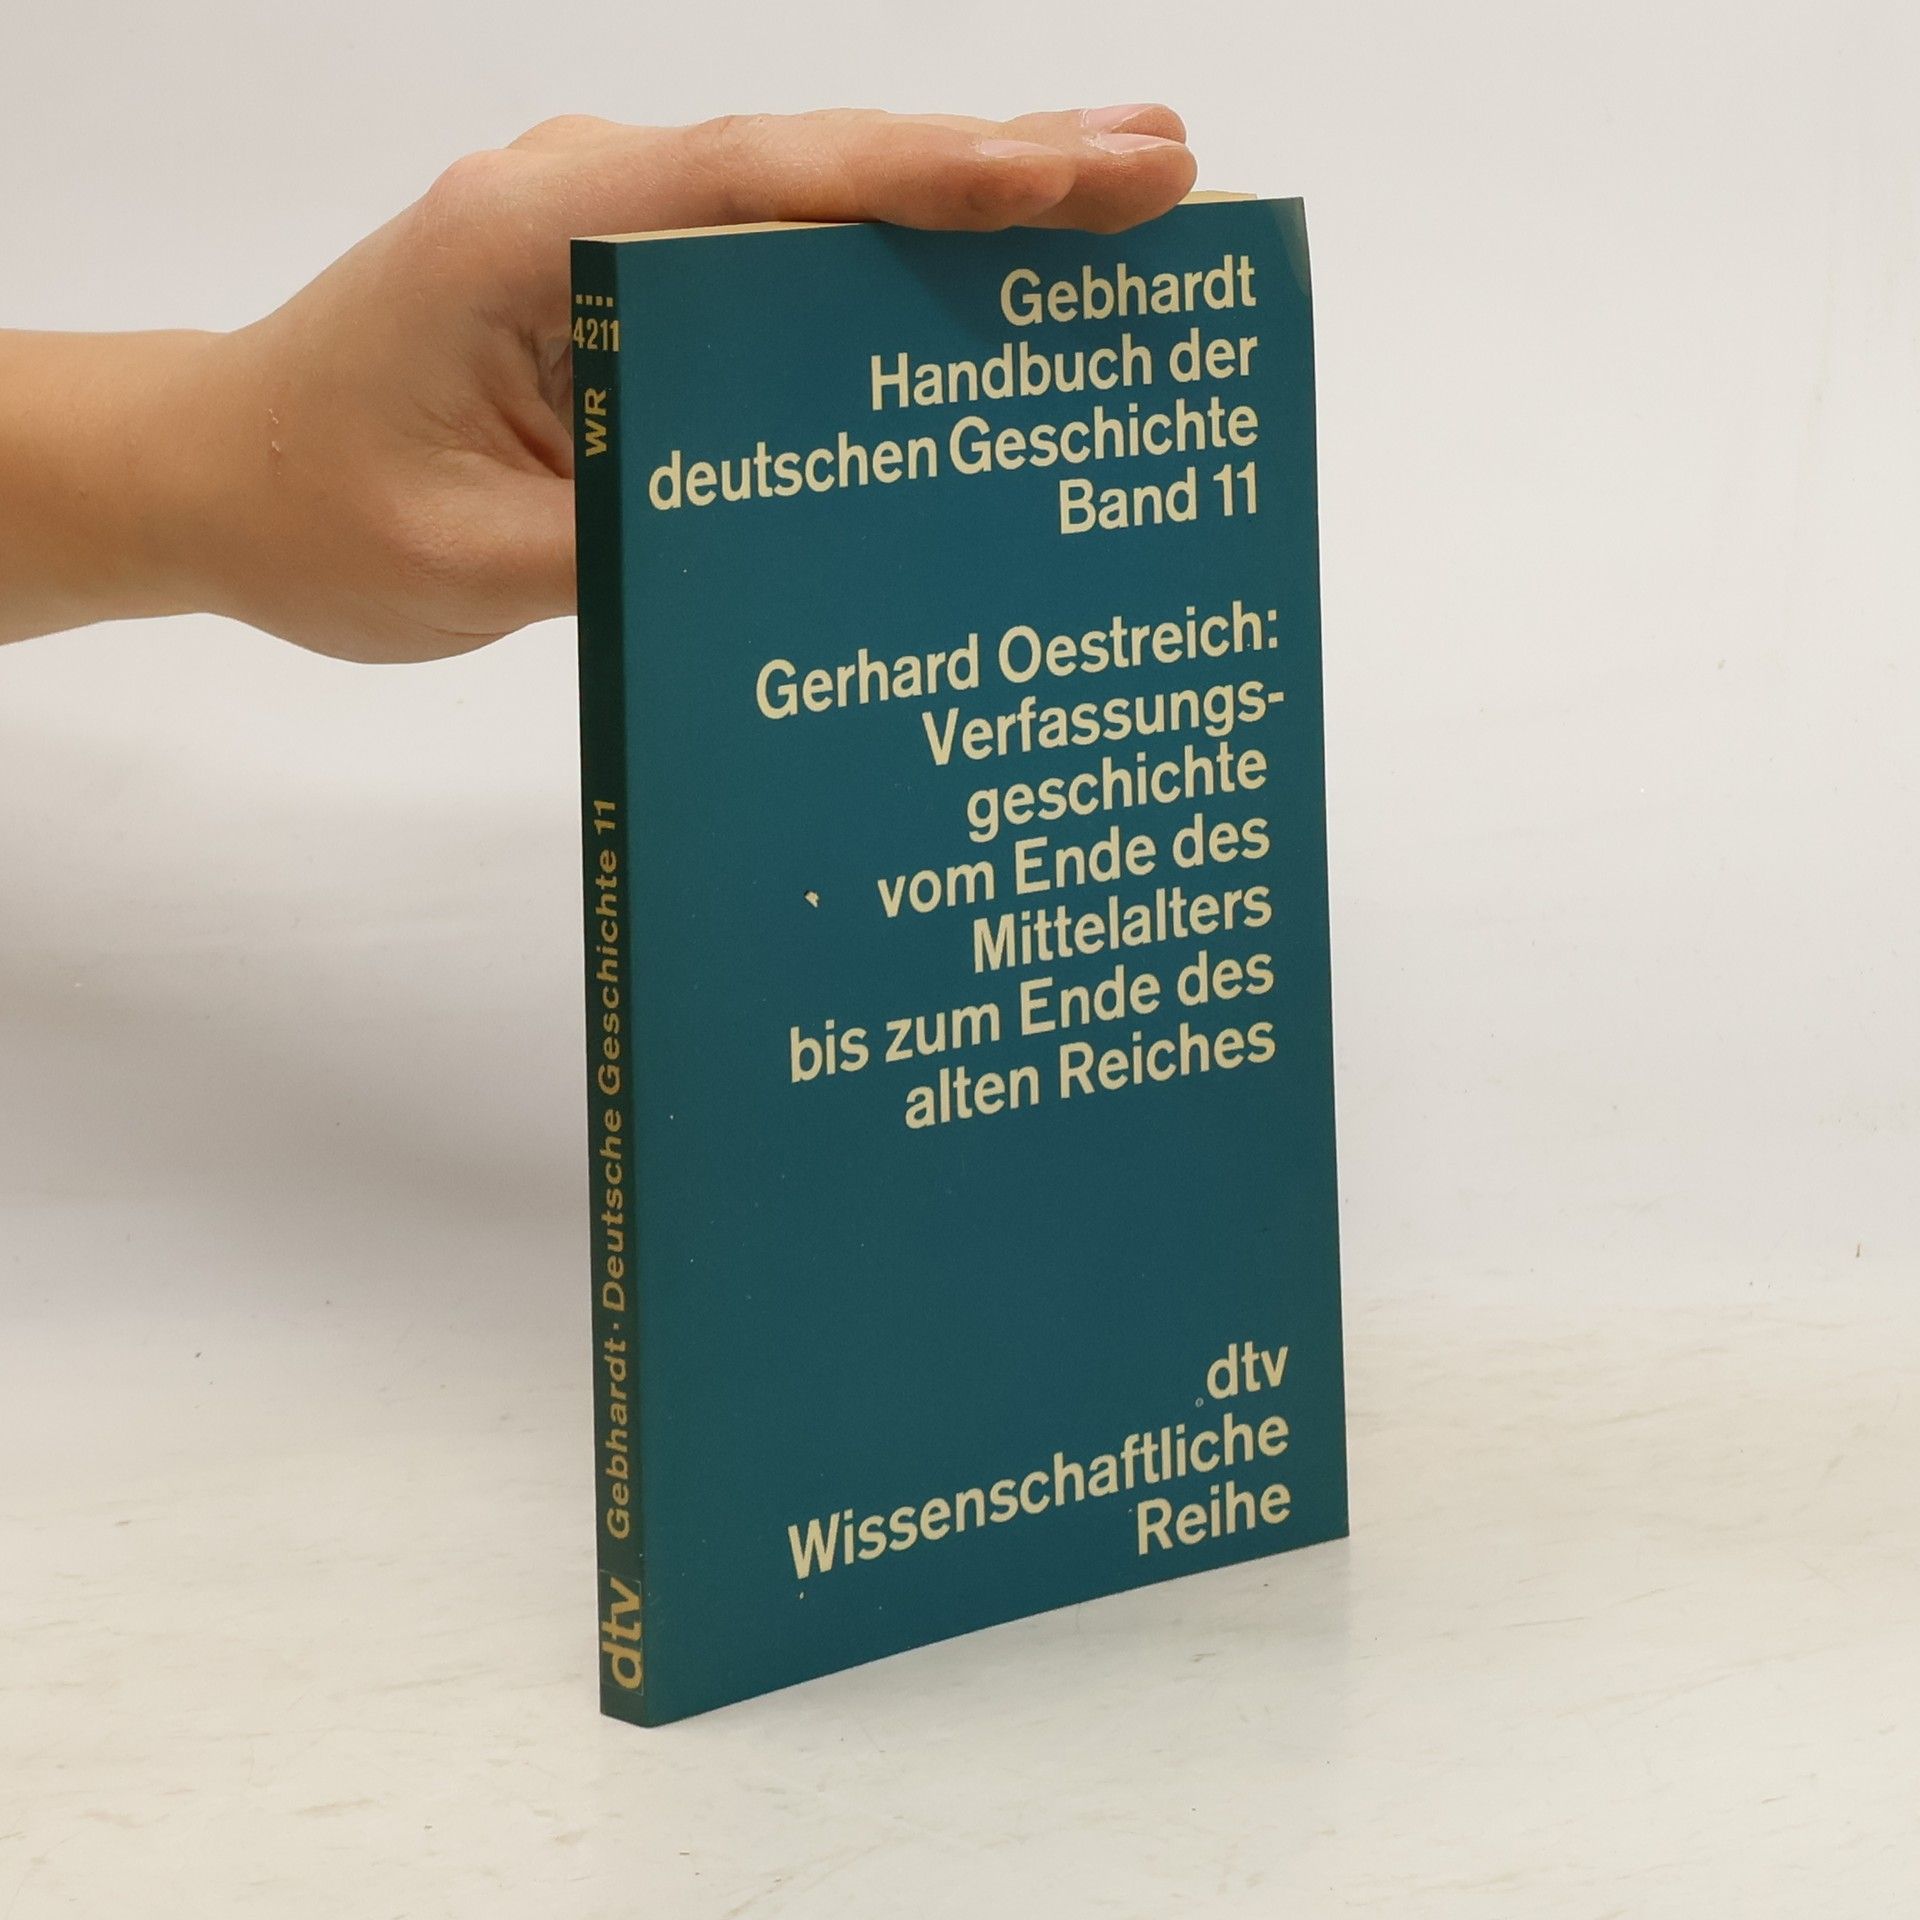 Gebhardt
Handbuch der
deutschen Geschichte
Band 11
Gerhard Oestreich:
Verfassungs-
geschichte
vom Ende des
Mittelalters
bis zum Ende des
alten Reiches
dtv
Wissenschaftliche
Reihe
4211
WR
Gebhardt · Deutsche Geschichte 11
dtv